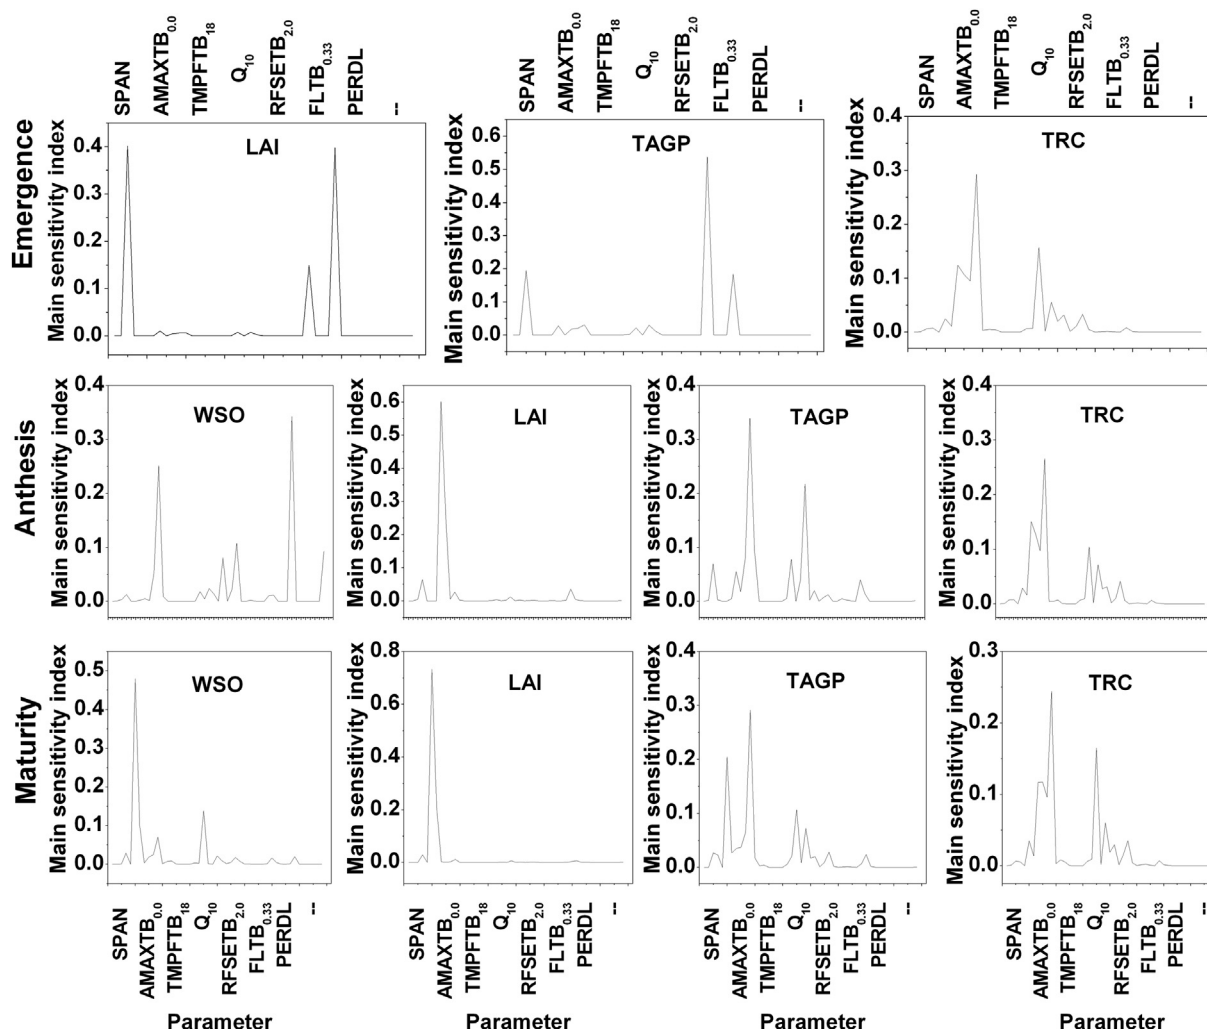 SPAN
AMAXTB0.0
TMPFTB18
Q10
RFSETB2.0
FLTB0.33
PERDL
--
SPAN
AMAXTB0.0
TMPFTB18
Q10
RFSETB2.0
FLTB0.33
PERDL
--
SPAN
AMAXTB0.0
TMPFTB18
Q10
RFSETB2.0
FLTB0.33
PERDL
--
Emergence
Main sensitivity index
0.4
0.3
0.2
0.1
0.0
LAI
Main sensitivity index
0.6
0.5
0.4
0.3
0.2
0.1
0.0
TAGP
Main sensitivity index
0.4
0.3
0.2
0.1
0.0
TRC
Anthesis
Main sensitivity index
0.4
0.3
0.2
0.1
0.0
WSO
Main sensitivity index
0.6
0.5
0.4
0.3
0.2
0.1
0.0
LAI
Main sensitivity index
0.4
0.3
0.2
0.1
0.0
TAGP
Main sensitivity index
0.4
0.3
0.2
0.1
0.0
TRC
Maturity
Main sensitivity index
0.5
0.4
0.3
0.2
0.1
0.0
WSO
Main sensitivity index
0.8
0.6
0.4
0.2
0.0
LAI
Main sensitivity index
0.4
0.3
0.2
0.1
0.0
TAGP
Main sensitivity index
0.3
0.2
0.1
0.0
TRC
SPAN
AMAXTB0.0
TMPFTB18
Q10
RFSETB2.0
FLTB0.33
PERDL
--
SPAN
AMAXTB0.0
TMPFTB18
Q10
RFSETB2.0
FLTB0.33
PERDL
--
SPAN
AMAXTB0.0
TMPFTB18
Q10
RFSETB2.0
FLTB0.33
PERDL
--
SPAN
AMAXTB0.0
TMPFTB18
Q10
RFSETB2.0
FLTB0.33
PERDL
--
Parameter
Parameter
Parameter
Parameter